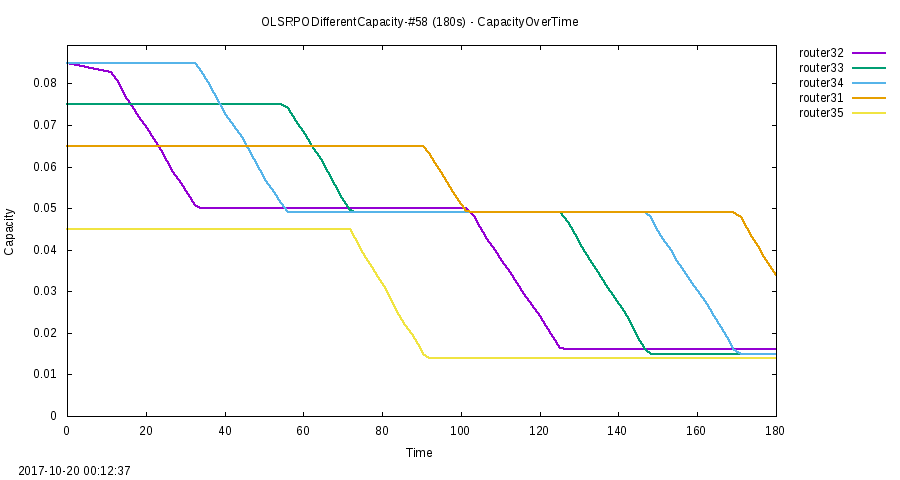 OLSRPODifferentCapacity-#58 (180s) - CapacityOverTime
router32
router33
router34
router31
router35
0.08
0.07
0.06
0.05
0.04
0.03
0.02
0.01
0
Capacity
0 20 40 60 80 100 120 140 160 180
Time
2017-10-20 00:12:37